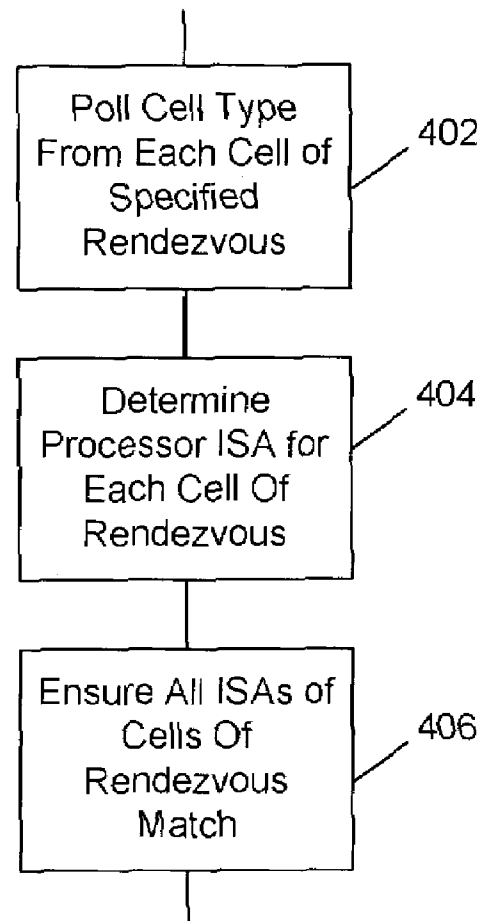 Poll Cell Type
From Each Cell of
Specified
Rendezvous
402
Determine
Processor ISA for
Each Cell Of
Rendezvous
404
Ensure All ISAs of
Cells Of
Rendezvous
Match
406